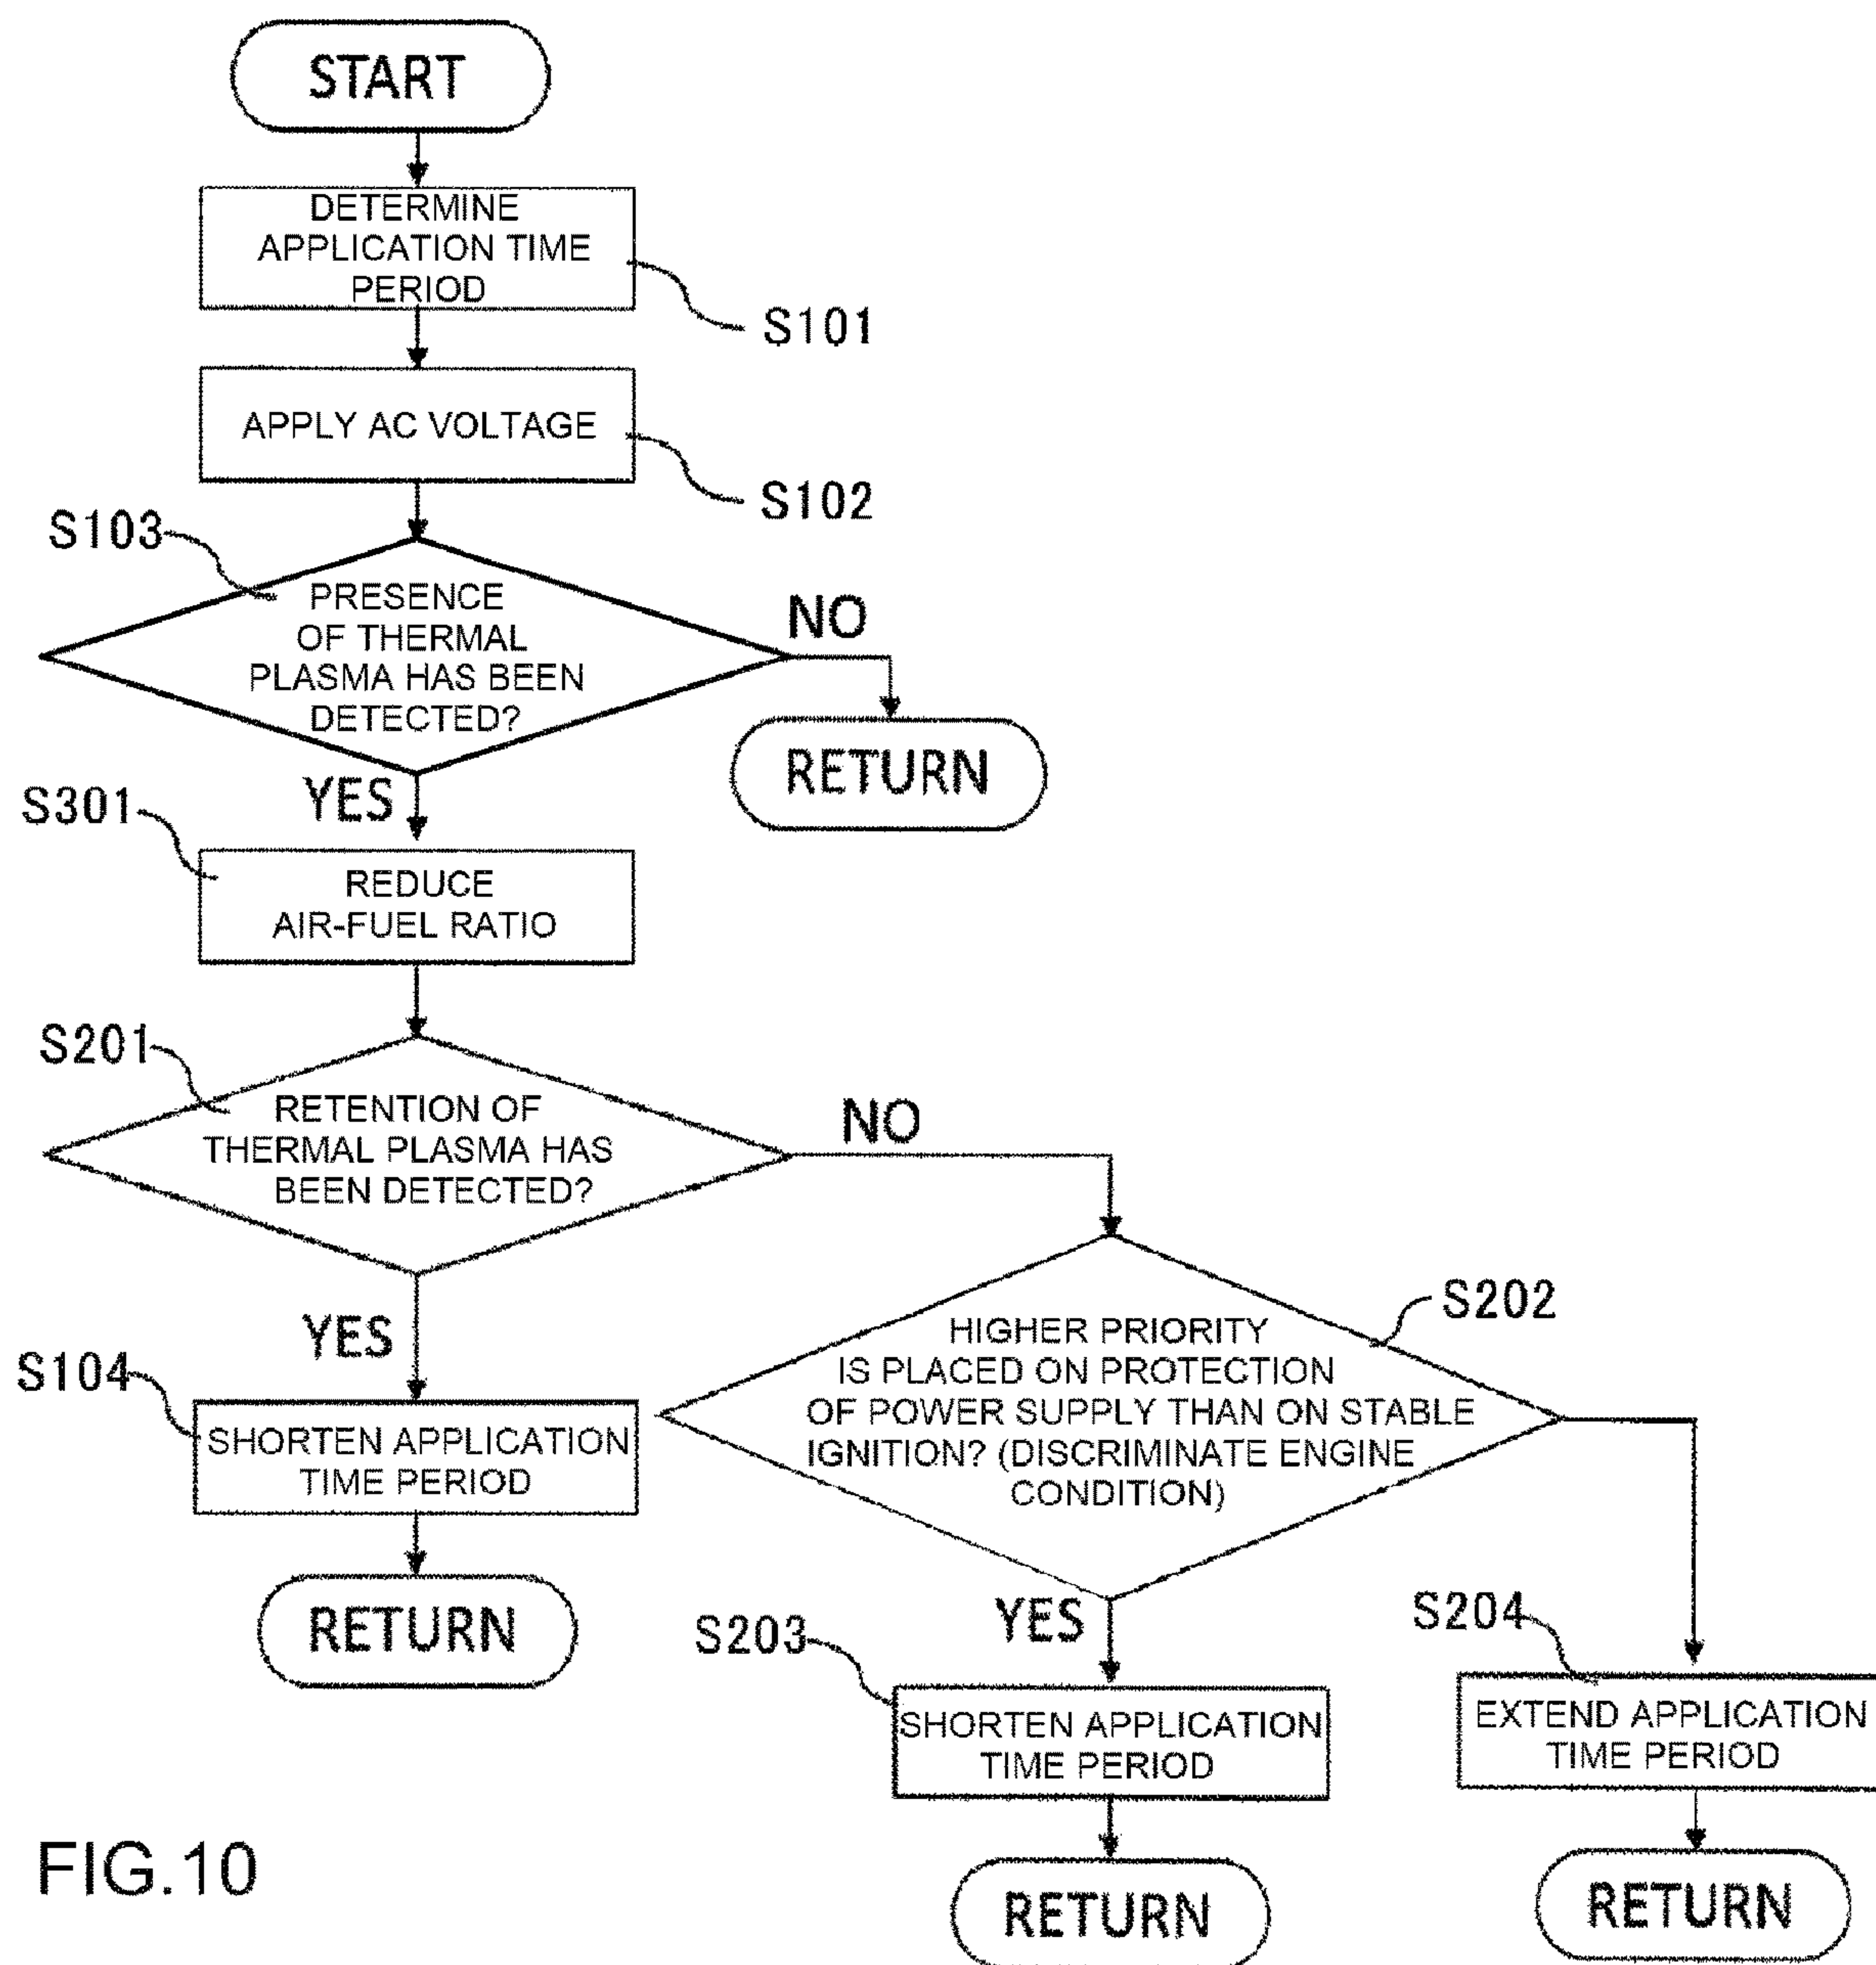 START
DETERMINE
APPLICATION TIME
PERIOD
S101
APPLY AC VOLTAGE
S102
S103
PRESENCE
OF THERMAL
PLASMA HAS BEEN
DETECTED?
NO
RETURN
YES
S301
REDUCE
AIR-FUEL RATIO
S201
RETENTION OF
THERMAL PLASMA HAS
BEEN DETECTED?
NO
YES
S202
HIGHER PRIORITY
IS PLACED ON PROTECTION
OF POWER SUPPLY THAN ON STABLE
IGNITION? (DISCRIMINATE ENGINE
CONDITION)
S104
SHORTEN APPLICATION
TIME PERIOD
RETURN
YES
S203
SHORTEN APPLICATION
TIME PERIOD
RETURN
S204
EXTEND APPLICATION
TIME PERIOD
RETURN
FIG.10